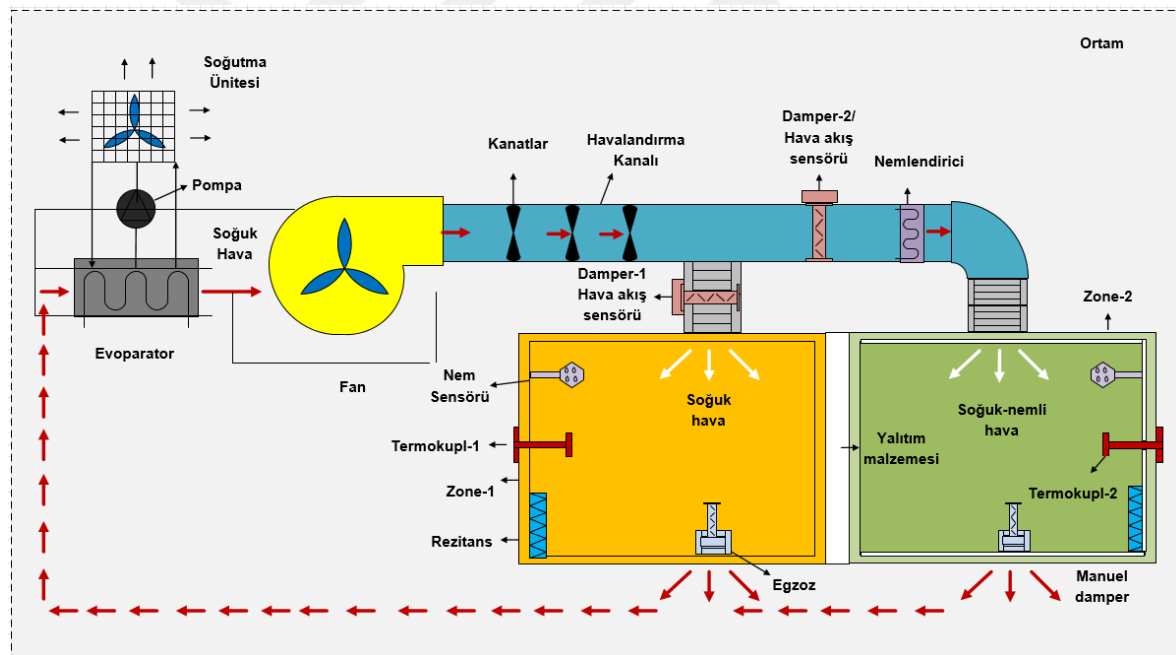 Ortam
Soğutma
Ünitesi
Pompa
Soğuk
Hava
Evoparator
Fan
Kanatlar
Havalandırma
Kanalı
Damper-2/
Hava akış
sensörü
Nemlendirici
Damper-1
Hava akış
sensörü
Zone-2
Nem
Sensörü
Soğuk
hava
Soğuk-nemli
hava
Termokupl-1
Yalıtım
malzemesi
Zone-1
Termokupl-2
Rezitans
Egzoz
Manuel
damper